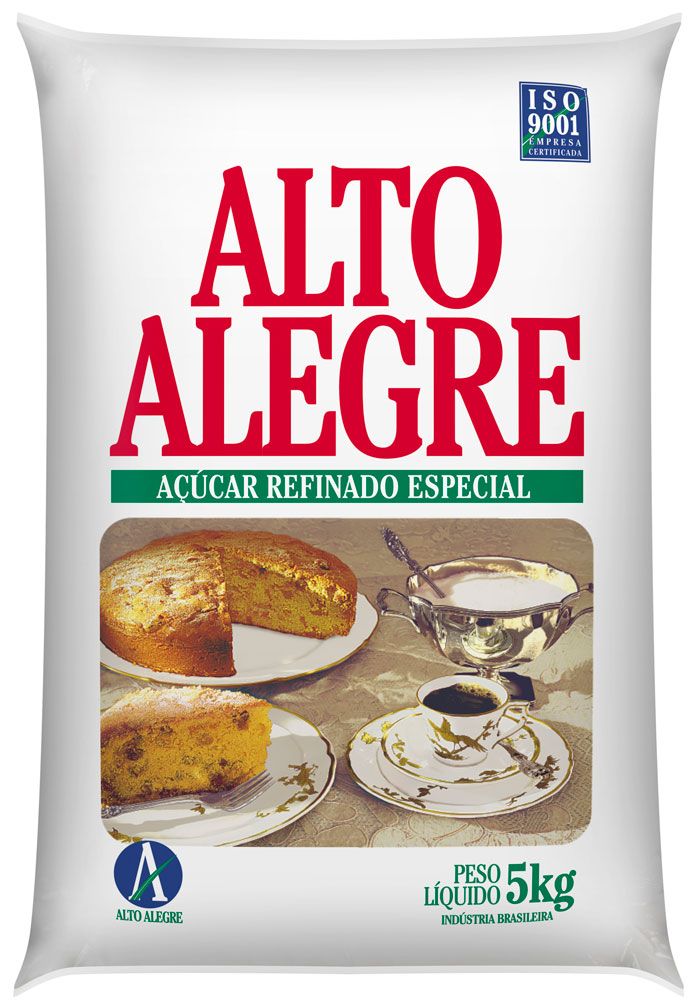 ISO
9001
EMPRESA
CERTIFICADA
ALTO
ALEGRE
AÇÚCAR REFINADO ESPECIAL
ALTO ALEGRE
PESO
LÍQUIDO 5kg
INDÚSTRIA BRASILEIRA